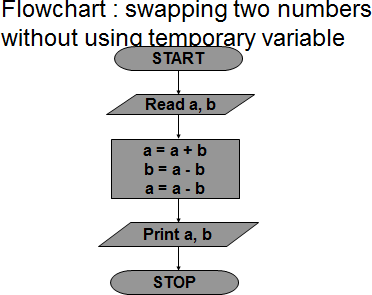 Flowchart : swapping two numbers
without using temporary variable
START
Read a, b
a = a + b
b = a - b
a = a - b
Print a, b
STOP